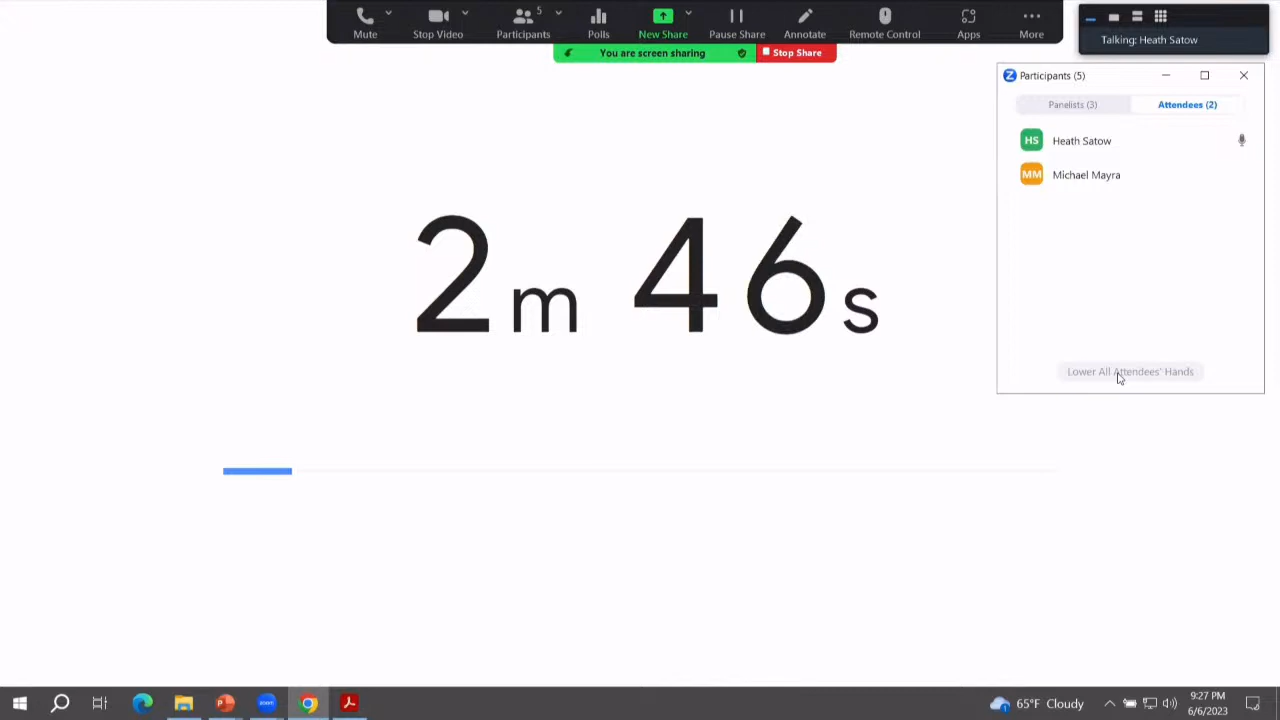 Mute
Stop Video
5
Participants
Polls
New Share
Pause Share
Annotate
Remote Control
Apps
More
Talking: Heath Satow
You are screen sharing
Stop Share
Z
Participants (5)
Panelists (3)
Attendees (2)
HS
Heath Satow
MM
Michael Mayra
2m 46s
Lower All Attendees' Hands
P
zoom
65°F Cloudy
9:27 PM
6/6/2023